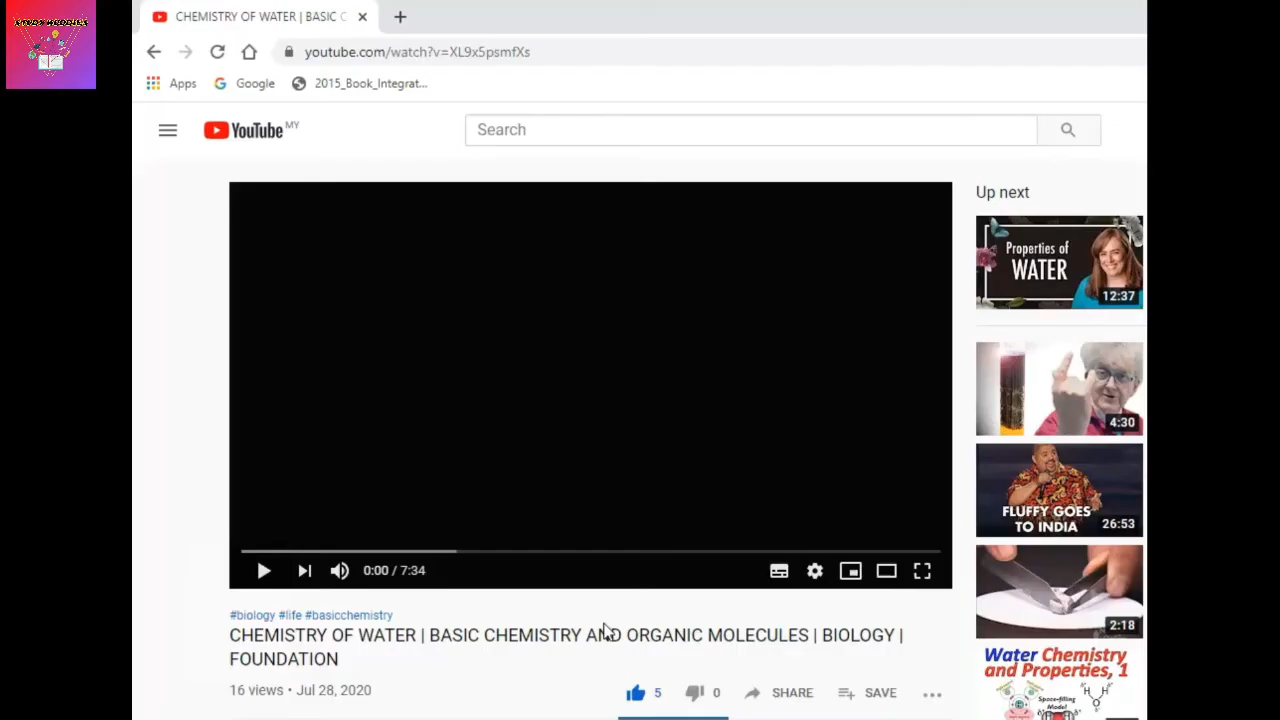 CHEMISTRY OF WATER | BASIC C
youtube.com/watch?v=XL9x5psmfXs
Apps
Google
2015_Book_Integrat...
YouTube MY
Search
Up next
Properties of
WATER
12:37
4:30
FLUFFY GOES
TO INDIA
26:53
2:18
Water Chemistry
and Properties, 1
Space-filling
Model
0:00 / 7:34
#biology #life #basicchemistry
CHEMISTRY OF WATER | BASIC CHEMISTRY AND ORGANIC MOLECULES | BIOLOGY |
FOUNDATION
16 views • Jul 28, 2020
5
0
SHARE
SAVE